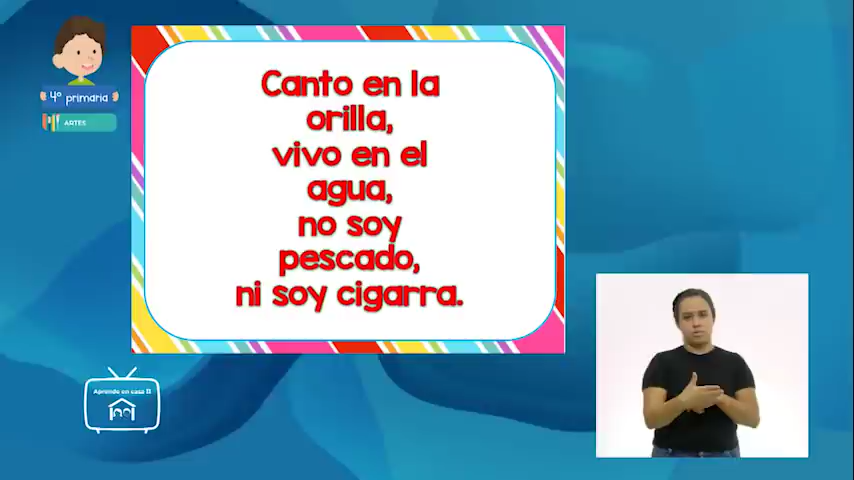 4º primaria
ARTES
Canto en la
orilla,
vivo en el
agua,
no soy
pescado,
ni soy cigarra.
Aprende en casa II